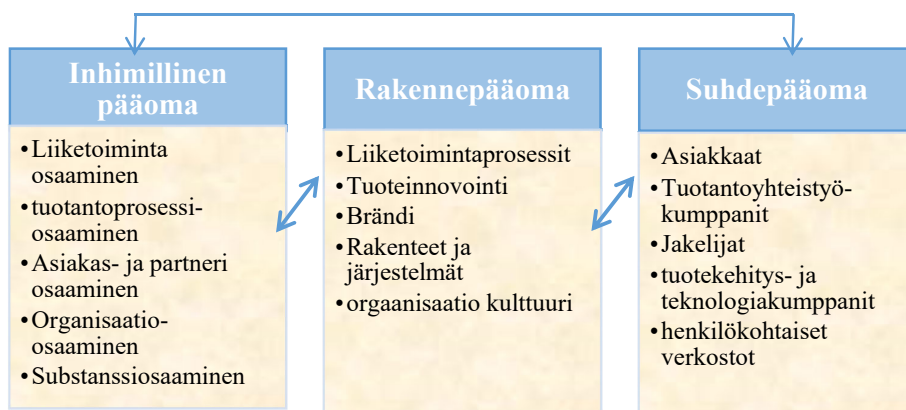 Inhimillinen
pääoma
•Liiketoiminta
osaaminen
•tuotantoprosessi-
osaaminen
•Asiakas- ja partneri
osaaminen
•Organisaatio-
osaaminen
•Substanssiosaaminen
Rakennepääoma
•Liiketoimintaprosessit
•Tuoteinnovointi
•Brändi
•Rakenteet ja
järjestelmät
•orgaanisaatio kulttuuri
Suhdepääoma
•Asiakkaat
•Tuotantoyhteistyö-
kumppanit
•Jakelijat
•tuotekehitys- ja
teknologiakumppanit
•henkilökohtaiset
verkostot